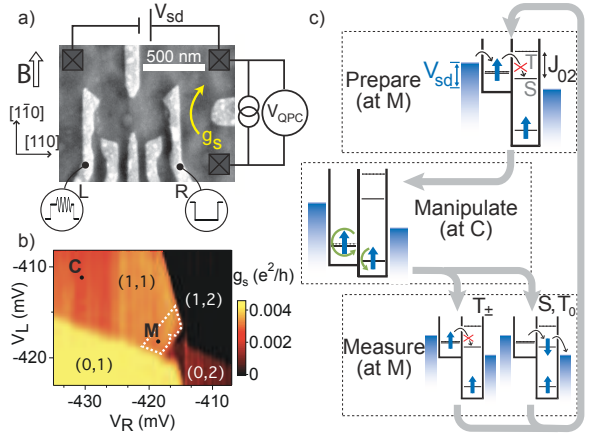 a)
V_sd
500 nm
B
[11̄0]
[110]
g_s
V_QPC
L
R
b)
-410
C
(1,1)
(1,2)
M
-420
(0,1)
(0,2)
V_L (mV)
-430
-420
-410
V_R (mV)
g_s (e²/h)
0.004
0.002
0
c)
Prepare
(at M)
V_sd
T
S
J_02
Manipulate
(at C)
Measure
(at M)
T_±
S, T_0